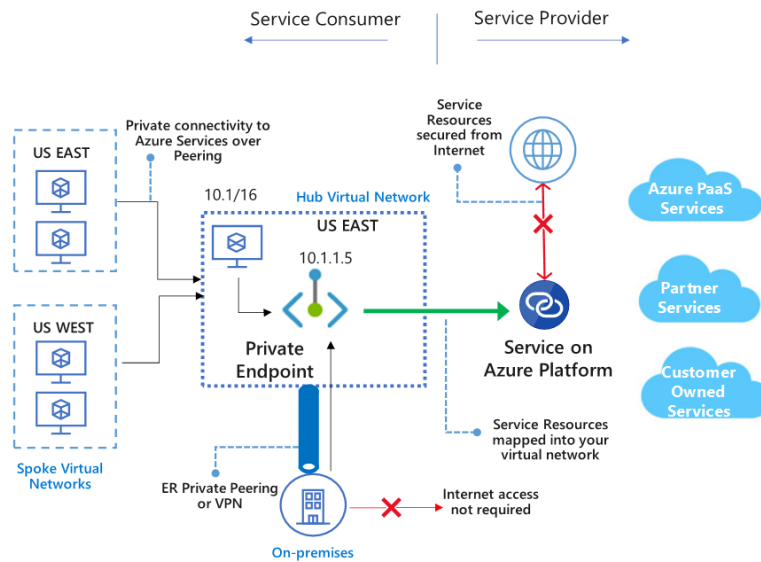 Service Consumer
Service Provider
Private connectivity to
Azure Services over
Peering
Service
Resources
secured from
Internet
US EAST
10.1/16
Hub Virtual Network
US EAST
10.1.1.5
Azure PaaS
Services
Partner
Services
US WEST
Private
Endpoint
Service on
Azure Platform
Customer
Owned
Services
Spoke Virtual
Networks
ER Private Peering
or VPN
Service Resources
mapped into your
virtual network
Internet access
not required
On-premises